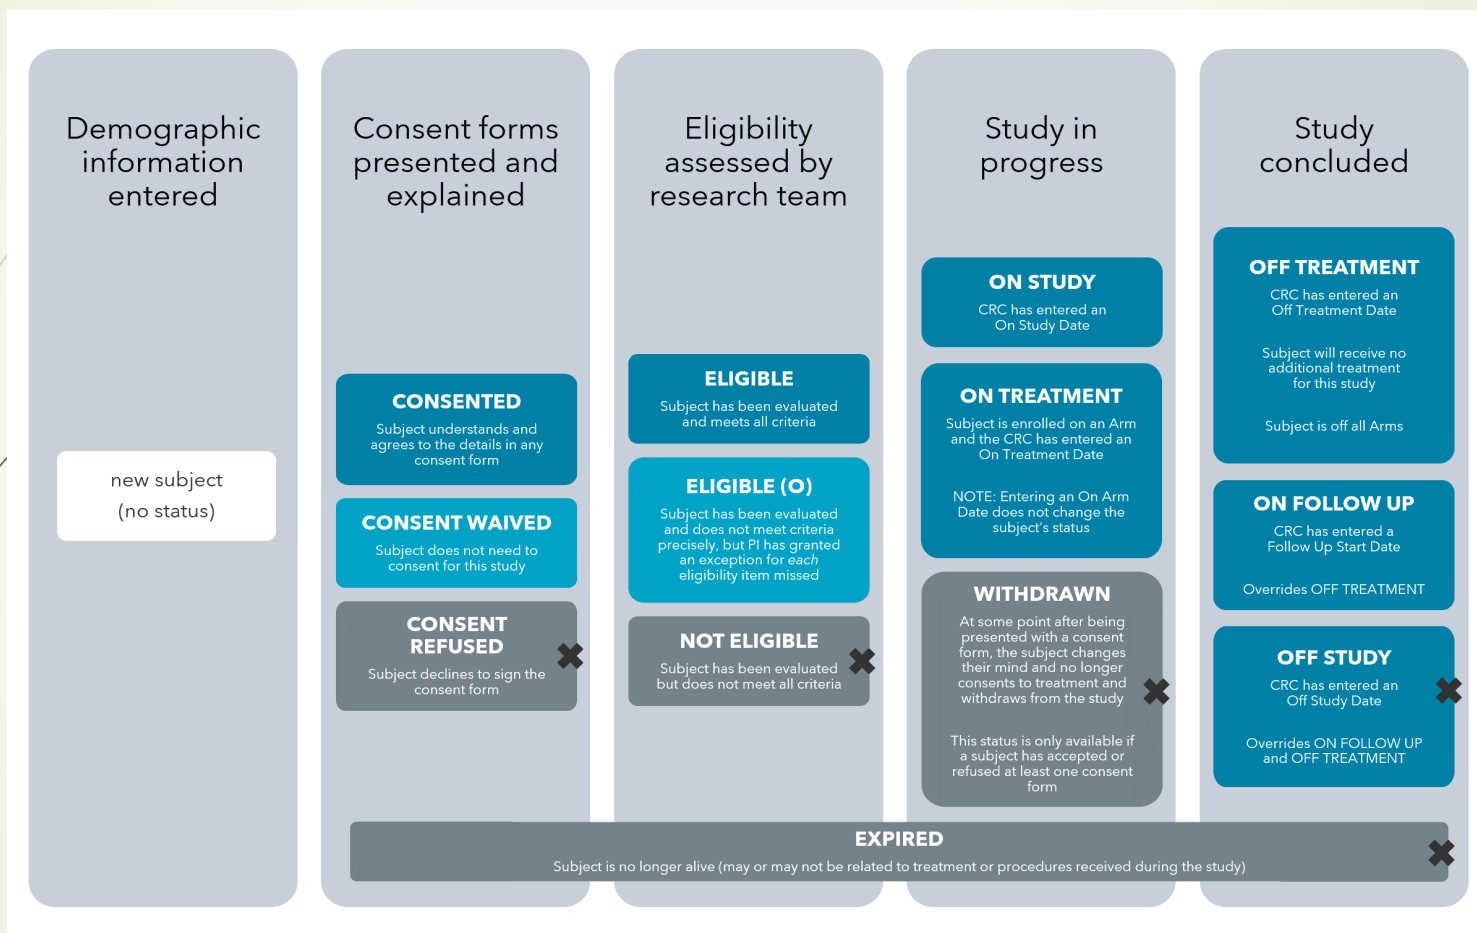 Demographic
information
entered
new subject
(no status)
Consent forms
presented and
explained
CONSENTED
Subject understands and
agrees to the details in any
consent form
CONSENT WAIVED
Subject does not need to
consent for this study
CONSENT
REFUSED
Subject declines to sign the
consent form
Eligibility
assessed by
research team
ELIGIBLE
Subject has been evaluated
and meets all criteria
ELIGIBLE (O)
Subject has been evaluated
and does not meet criteria
precisely, but PI has granted
an exception for each
eligibility item missed
NOT ELIGIBLE
Subject has been evaluated
but does not meet all criteria
Study in
progress
ON STUDY
CRC has entered an
On Study Date
ON TREATMENT
Subject is enrolled on an Arm
and the CRC has entered an
On Treatment Date
NOTE: Entering an On Arm
Date does not change the
subject's status
WITHDRAWN
At some point after being
presented with a consent
form, the subject changes
their mind and no longer
consents to treatment and
withdraws from the study
This status is only available if
a subject has accepted or
refused at least one consent
form
Study
concluded
OFF TREATMENT
CRC has entered an
Off Treatment Date
Subject will receive no
additional treatment
for this study
Subject is off all Arms
ON FOLLOW UP
CRC has entered a
Follow Up Start Date
Overrides OFF TREATMENT
OFF STUDY
CRC has entered an
Off Study Date
Overrides ON FOLLOW UP
and OFF TREATMENT
EXPIRED
Subject is no longer alive (may or may not be related to treatment or procedures received during the study)